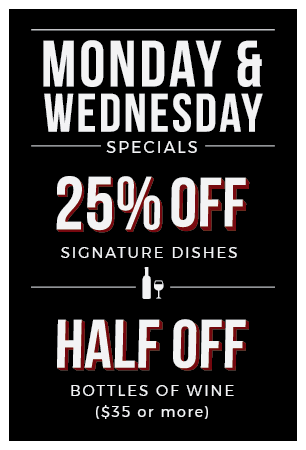 MONDAY &
WEDNESDAY
SPECIALS
25% OFF
SIGNATURE DISHES
HALF OFF
BOTTLES OF WINE
($35 or more)